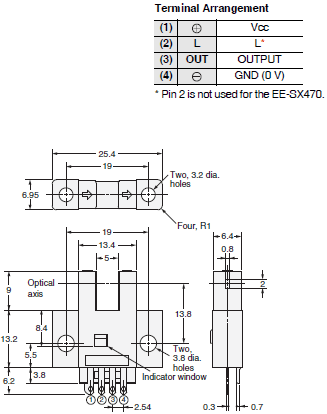 Terminal Arrangement
(1) ⊕ Vcc
(2) L L*
(3) OUT OUTPUT
(4) ⊖ GND (0 V)
* Pin 2 is not used for the EE-SX470.
25.4
19
Two, 3.2 dia.
holes
6.95
Four, R1
19
13.4
5
6.4
0.8
2
Optical
axis
9
13.8
8.4
13.2
5.5
Two,
3.8 dia.
holes
3.8
Indicator window
6.2
① ② ③ ④
2.54
0.3
0.7